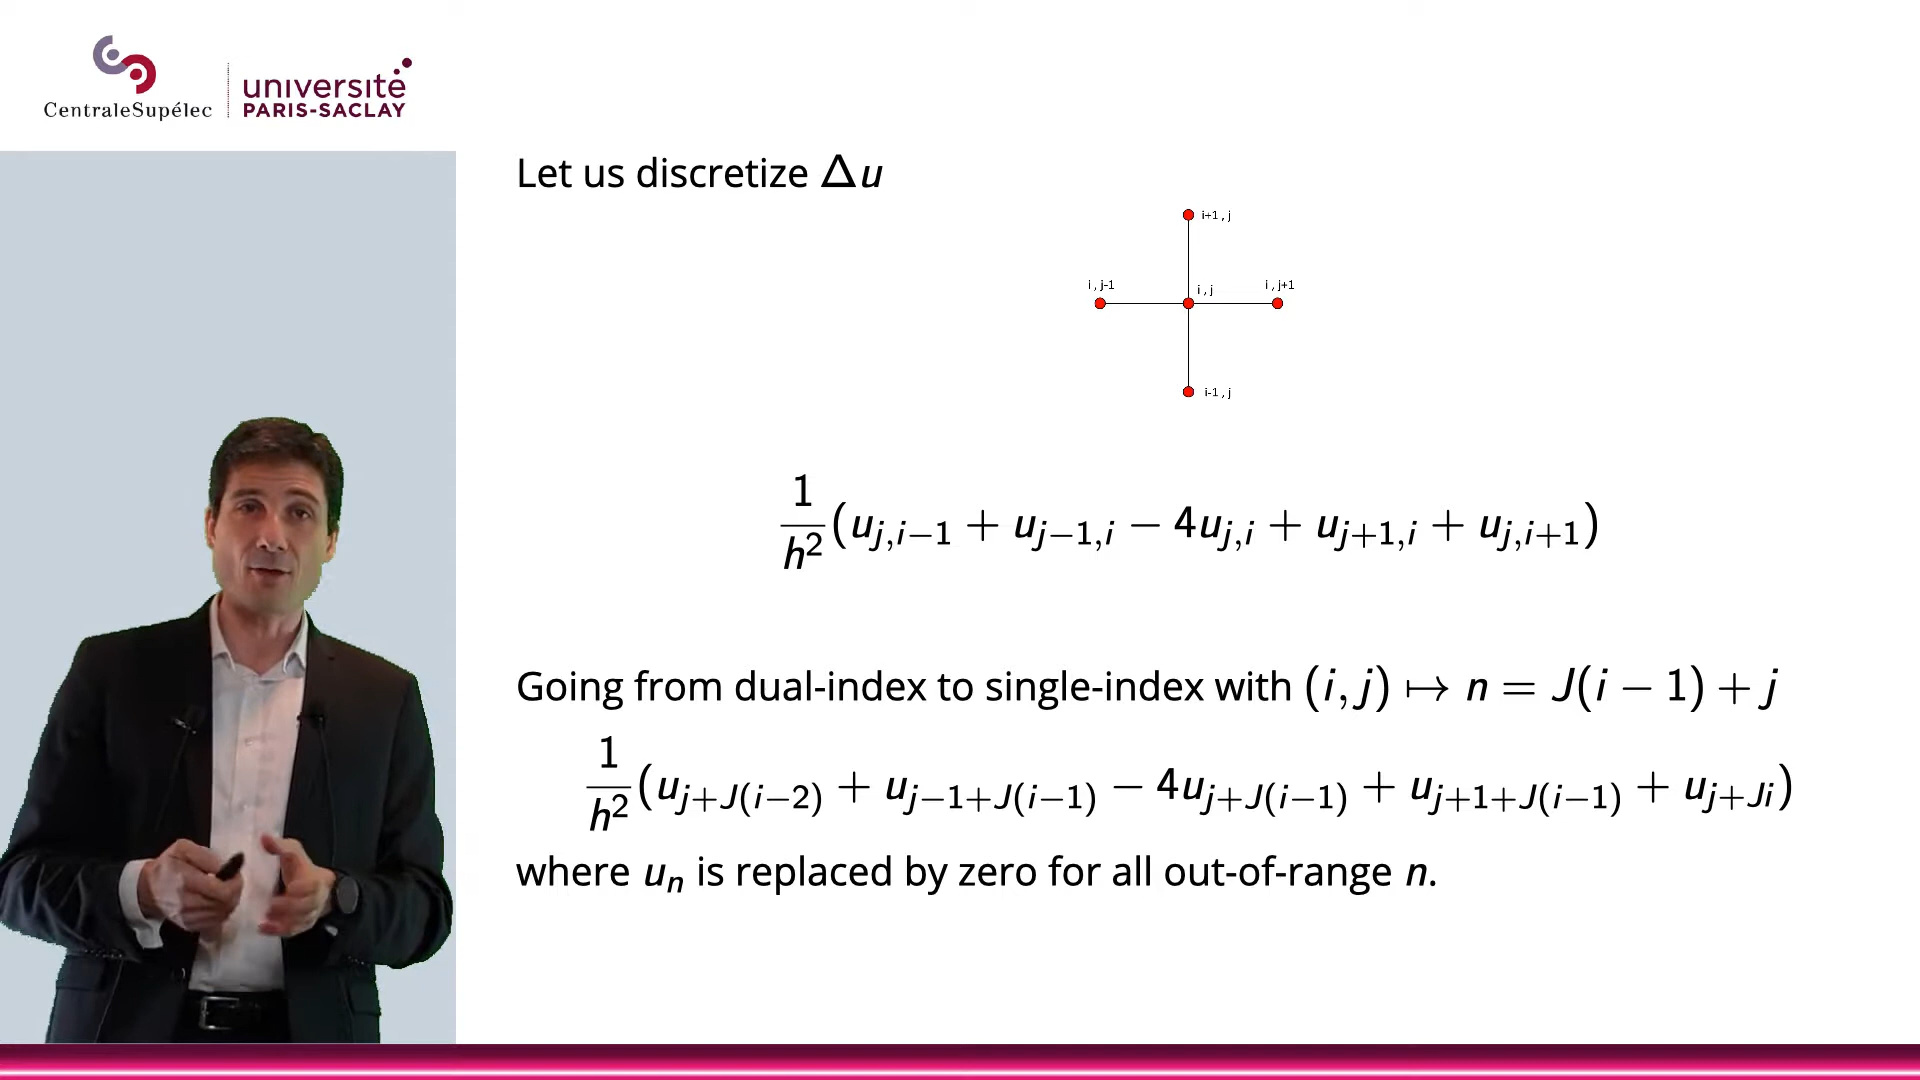 CentraleSupélec
université
PARIS-SACLAY
Let us discretize Δu
i+1 , j
i , j-1
i , j
i , j+1
i-1 , j
1/h² (u_{j,i−1} + u_{j−1,i} − 4u_{j,i} + u_{j+1,i} + u_{j,i+1})
Going from dual-index to single-index with (i, j) ↦ n = J(i − 1) + j
1/h² (u_{j+J(i−2)} + u_{j−1+J(i−1)} − 4u_{j+J(i−1)} + u_{j+1+J(i−1)} + u_{j+Ji})
where u_n is replaced by zero for all out-of-range n.